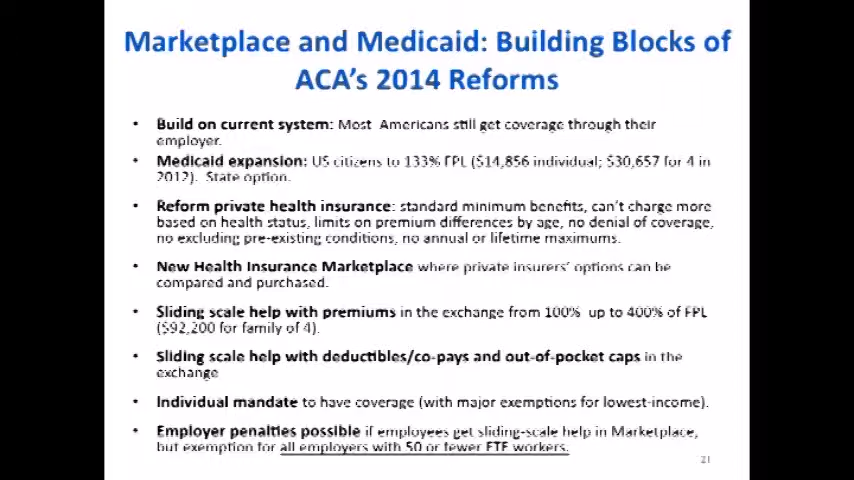 Marketplace and Medicaid: Building Blocks of
ACA's 2014 Reforms
• Build on current system: Most Americans still get coverage through their
employer.
• Medicaid expansion: US citizens to 133% FPL ($14,856 individual; $30,657 for 4 in
2012). State option.
• Reform private health insurance: standard minimum benefits, can't charge more
based on health status, limits on premium differences by age, no denial of coverage,
no excluding pre-existing conditions, no annual or lifetime maximums.
• New Health Insurance Marketplace where private insurers' options can be
compared and purchased.
• Sliding scale help with premiums in the exchange from 100% up to 400% of FPL
($92,200 for family of 4).
• Sliding scale help with deductibles/co-pays and out-of-pocket caps in the
exchange
• Individual mandate to have coverage (with major exemptions for lowest-income).
• Employer penalties possible if employees get sliding-scale help in Marketplace,
but exemption for all employers with 50 or fewer FTE workers.
21